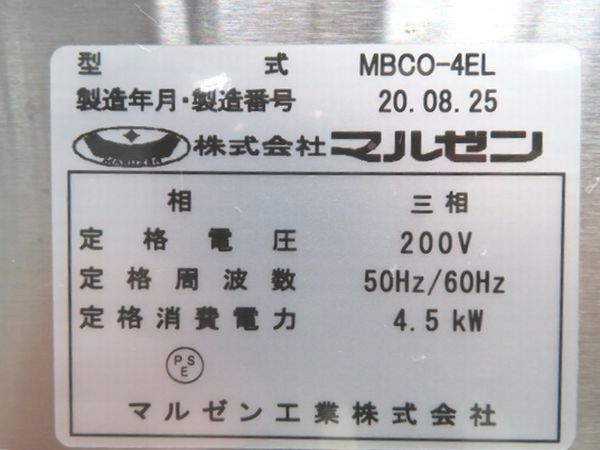 型式 MBCO-4EL
製造年月・製造番号 20.08.25
MARUZEN 株式会社マルゼン
相 三相
定格電圧 200V
定格周波数 50Hz/60Hz
定格消費電力 4.5kW
PSE
マルゼン工業株式会社